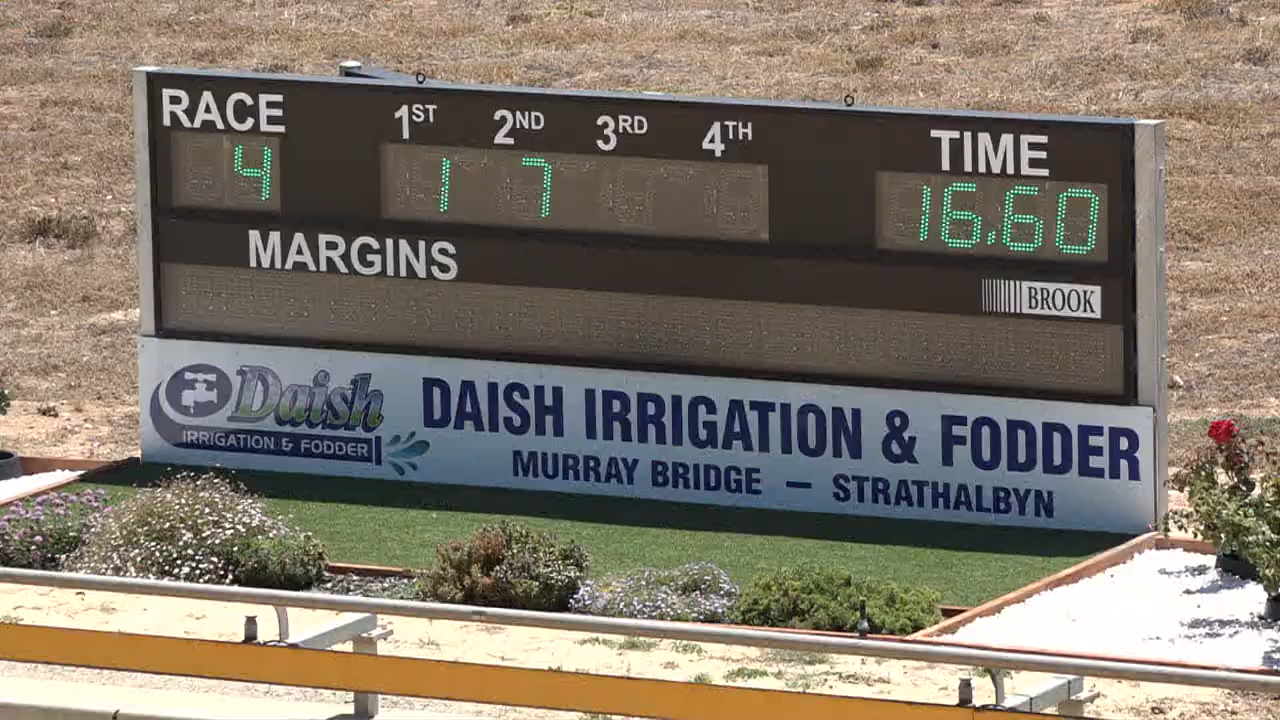 RACE 1ST 2ND 3RD 4TH TIME
4 1 7 16.60
MARGINS
BROOK
Daish
IRRIGATION & FODDER
DAISH IRRIGATION & FODDER
MURRAY BRIDGE — STRATHALBYN